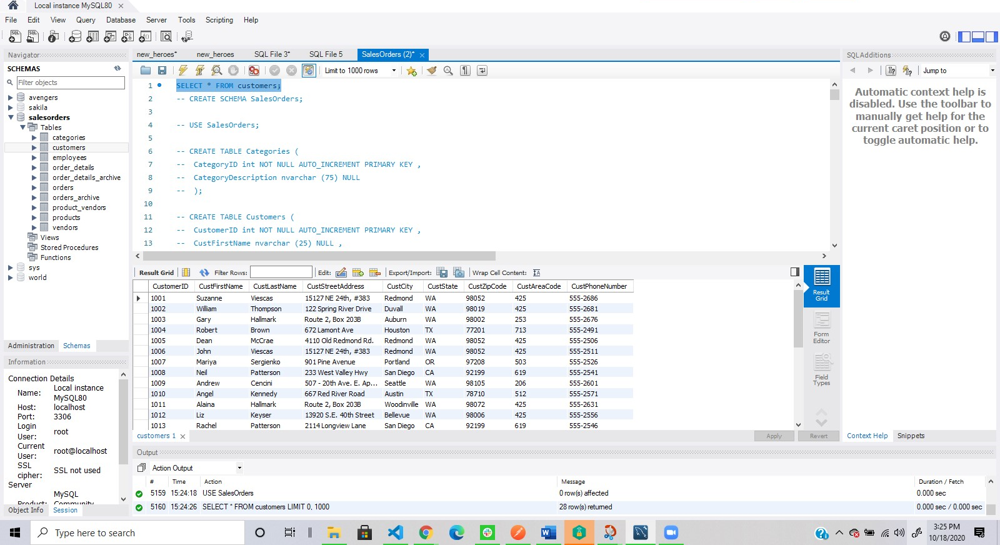 Local instance MySQL80
File Edit View Query Database Server Tools Scripting Help
Navigator
SCHEMAS
Filter objects
avengers
sakila
salesorders
Tables
categories
customers
employees
order_details
order_details_archive
orders
orders_archive
product_vendors
products
vendors
Views
Stored Procedures
Functions
sys
world
Administration Schemas
Information
Connection Details
Name: Local instance MySQL80
Host: localhost
Port: 3306
Login User: root
Current User: root@localhost
SSL cipher: SSL not used
Server
MySQL
Product: Community
Object Info Session
new_heroes* new_heroes SQL File 3* SQL File 5 SalesOrders (2)*
Limit to 1000 rows
1 SELECT * FROM customers;
2 -- CREATE SCHEMA SalesOrders;
3
4 -- USE SalesOrders;
5
6 -- CREATE TABLE Categories (
7 -- CategoryID int NOT NULL AUTO_INCREMENT PRIMARY KEY ,
8 -- CategoryDescription nvarchar (75) NULL
9 -- );
10
11 -- CREATE TABLE Customers (
12 -- CustomerID int NOT NULL AUTO_INCREMENT PRIMARY KEY ,
13 -- CustFirstName nvarchar (25) NULL ,
Result Grid Filter Rows: Edit: Export/Import: Wrap Cell Content:
CustomerID CustFirstName CustLastName CustStreetAddress CustCity CustState CustZipCode CustAreaCode CustPhoneNumber
1001 Suzanne Viescas 15127 NE 24th, #383 Redmond WA 98052 425 555-2686
1002 William Thompson 122 Spring River Drive Duvall WA 98019 425 555-2681
1003 Gary Hallmark Route 2, Box 203B Auburn WA 98002 253 555-2676
1004 Robert Brown 672 Lamont Ave Houston TX 77201 713 555-2491
1005 Dean McCrae 4110 Old Redmond Rd. Redmond WA 98052 425 555-2506
1006 John Viescas 15127 NE 24th, #383 Redmond WA 98052 425 555-2511
1007 Mariya Sergienko 901 Pine Avenue Portland OR 97208 503 555-2526
1008 Neil Patterson 233 West Valley Hwy San Diego CA 92199 619 555-2541
1009 Andrew Cencini 507 - 20th Ave. E. Ap... Seattle WA 98105 206 555-2601
1010 Angel Kennedy 667 Red River Road Austin TX 78710 512 555-2571
1011 Alaina Hallmark Route 2, Box 203B Woodinville WA 98072 425 555-2631
1012 Liz Keyser 13920 S.E. 40th Street Bellevue WA 98006 425 555-2556
1013 Rachel Patterson 2114 Longview Lane San Diego CA 92199 619 555-2546
customers 1 Apply Revert
Result Grid
Form Editor
Field Types
Output
Action Output
# Time Action Message Duration / Fetch
5159 15:24:18 USE SalesOrders 0 row(s) affected 0.000 sec
5160 15:24:26 SELECT * FROM customers LIMIT 0, 1000 28 row(s) returned 0.000 sec / 0.000 sec
SQLAdditions
Jump to
Automatic context help is
disabled. Use the toolbar to
manually get help for the
current caret position or to
toggle automatic help.
Context Help Snippets
Type here to search
3:25 PM
10/18/2020